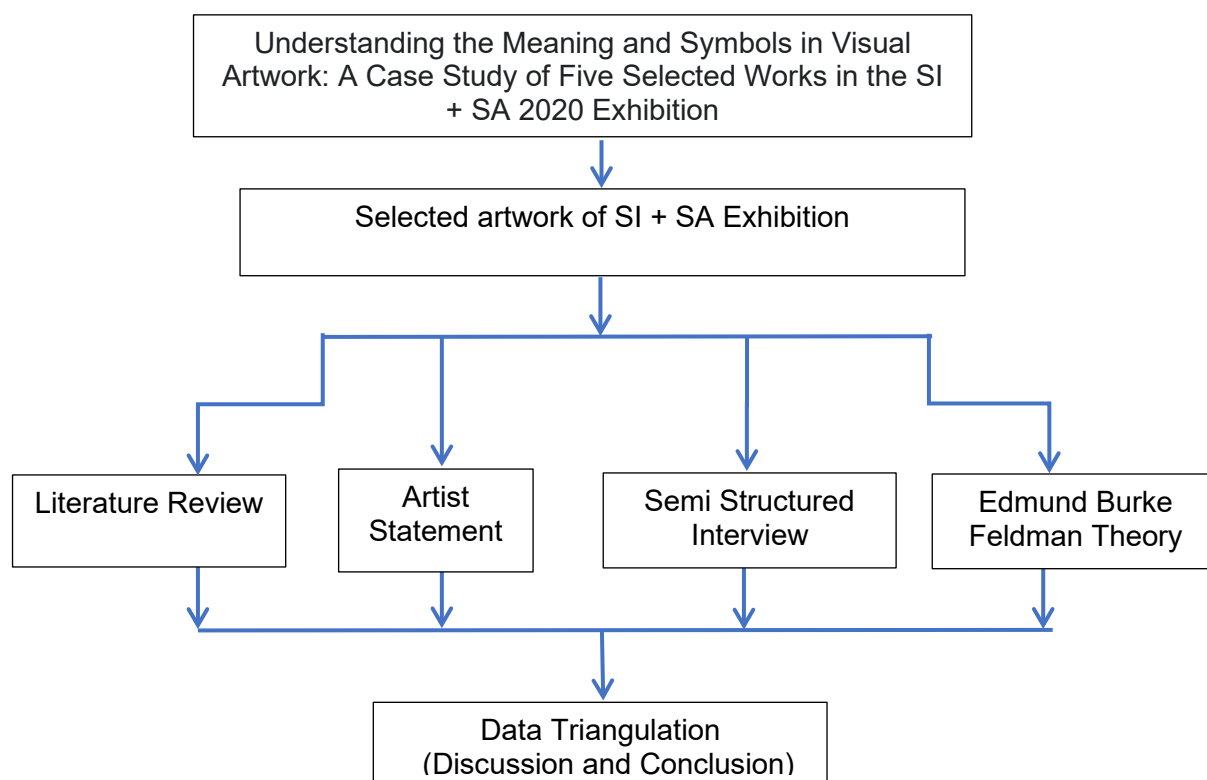 Understanding the Meaning and Symbols in Visual
Artwork: A Case Study of Five Selected Works in the SI
+ SA 2020 Exhibition
Selected artwork of SI + SA Exhibition
Literature Review
Artist
Statement
Semi Structured
Interview
Edmund Burke
Feldman Theory
Data Triangulation
(Discussion and Conclusion)